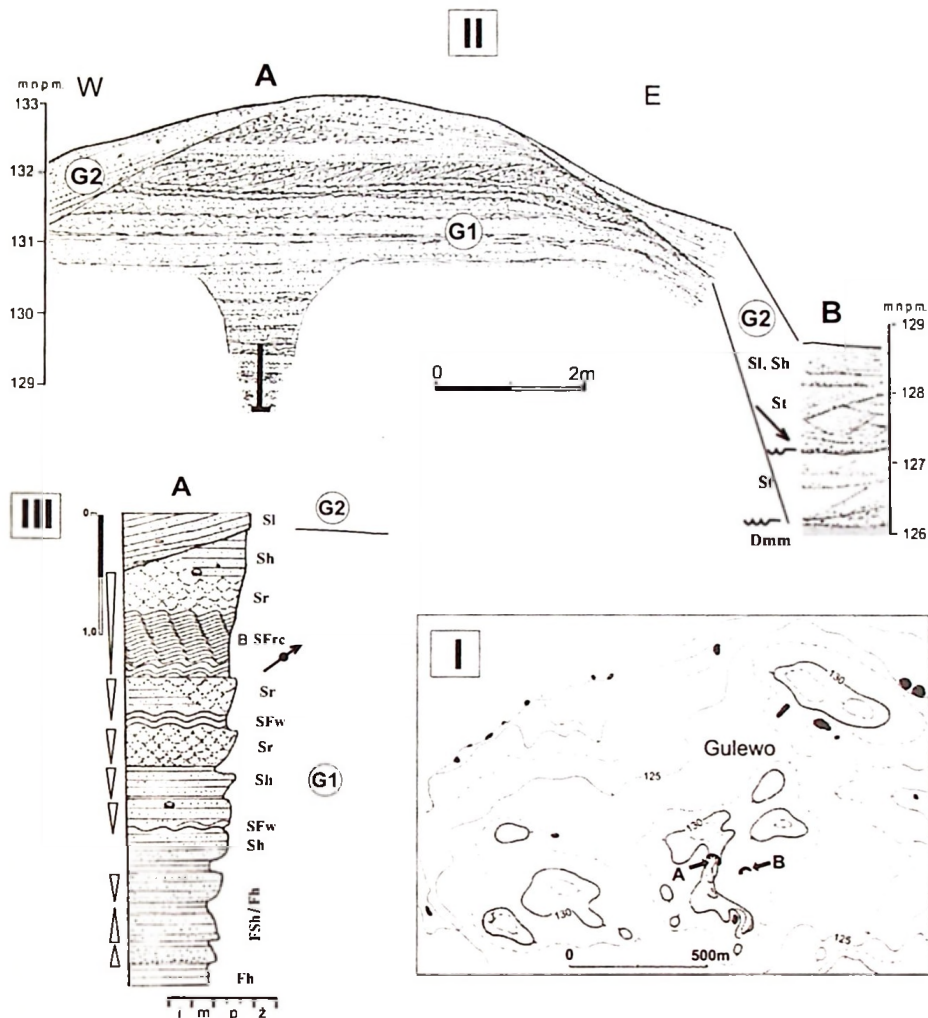 II
m n.p.m.
W
A
E
133
132
131
130
129
G2
G1
G2
B
m n.p.m.
129
128
127
126
Sl, Sh
St
St
Dmm
0 2m
III
A
G2
0
1,0
Sl
Sh
Sr
B SFrc
Sr
SFw
Sr
Sh
G1
SFw
Sh
FSh / Fh
Fh
i m p ż
I
130
Gulewo
125
130
A
B
130
125
0 500m